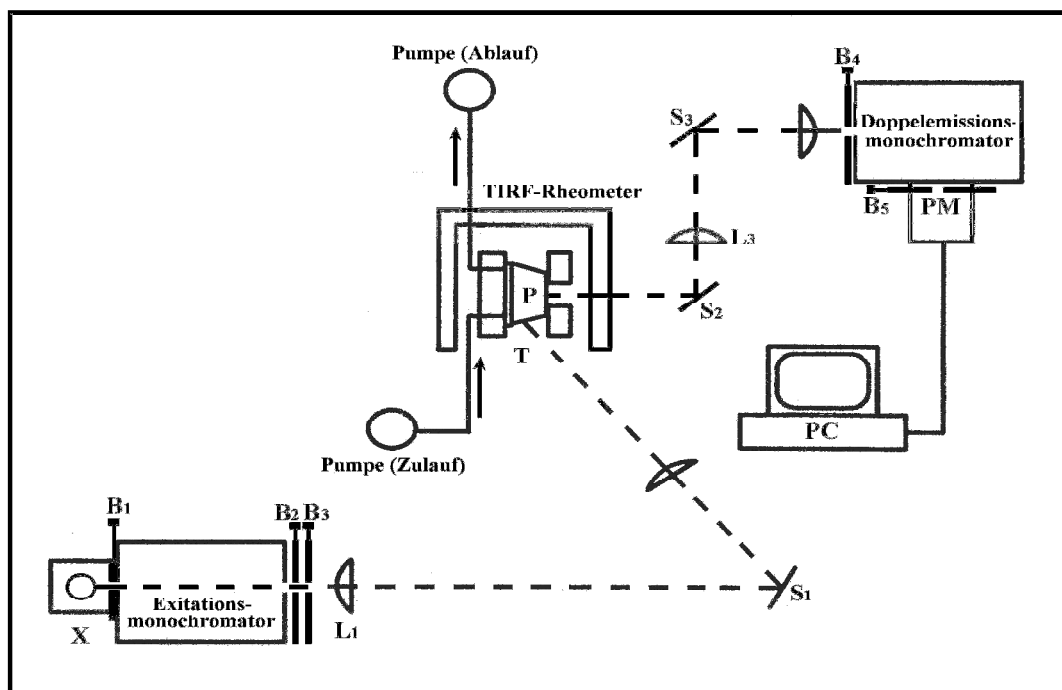 Pumpe (Ablauf)
B4
S3
Doppelemissions-
monochromator
TIRF-Rheometer
B5
PM
L3
P
S2
T
PC
Pumpe (Zulauf)
B1
B2 B3
S1
Exitations-
monochromator
X
L1